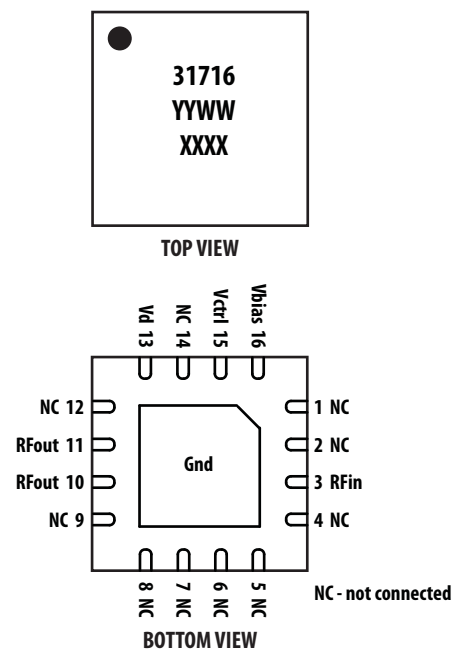 31716
YYWW
XXXX
TOP VIEW
Vd 13
NC 14
Vctrl 15
Vbias 16
NC 12
RFout 11
RFout 10
NC 9
Gnd
1 NC
2 NC
3 RFin
4 NC
8 NC
7 NC
6 NC
5 NC
NC - not connected
BOTTOM VIEW